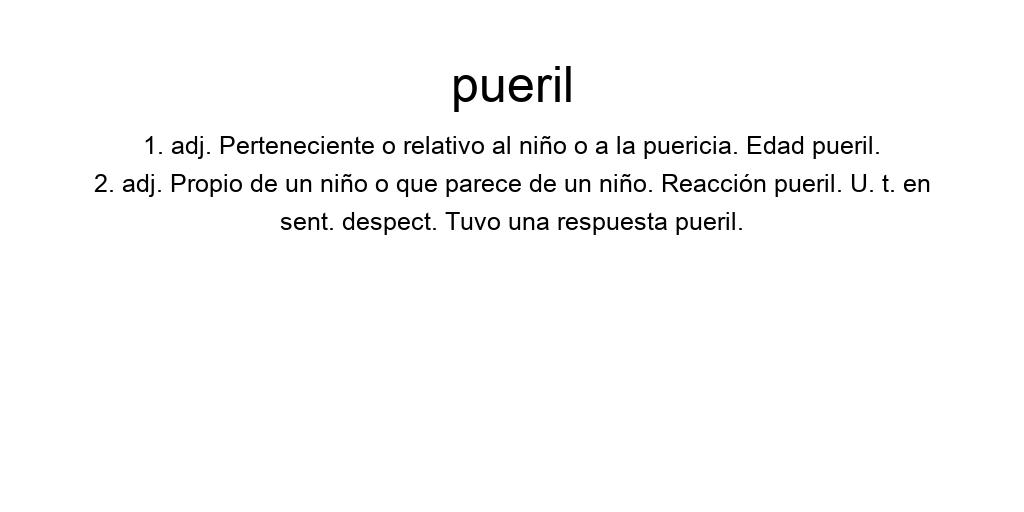 pueril
1. adj. Perteneciente o relativo al niño o a la puericia. Edad pueril.
2. adj. Propio de un niño o que parece de un niño. Reacción pueril. U. t. en
sent. despect. Tuvo una respuesta pueril.